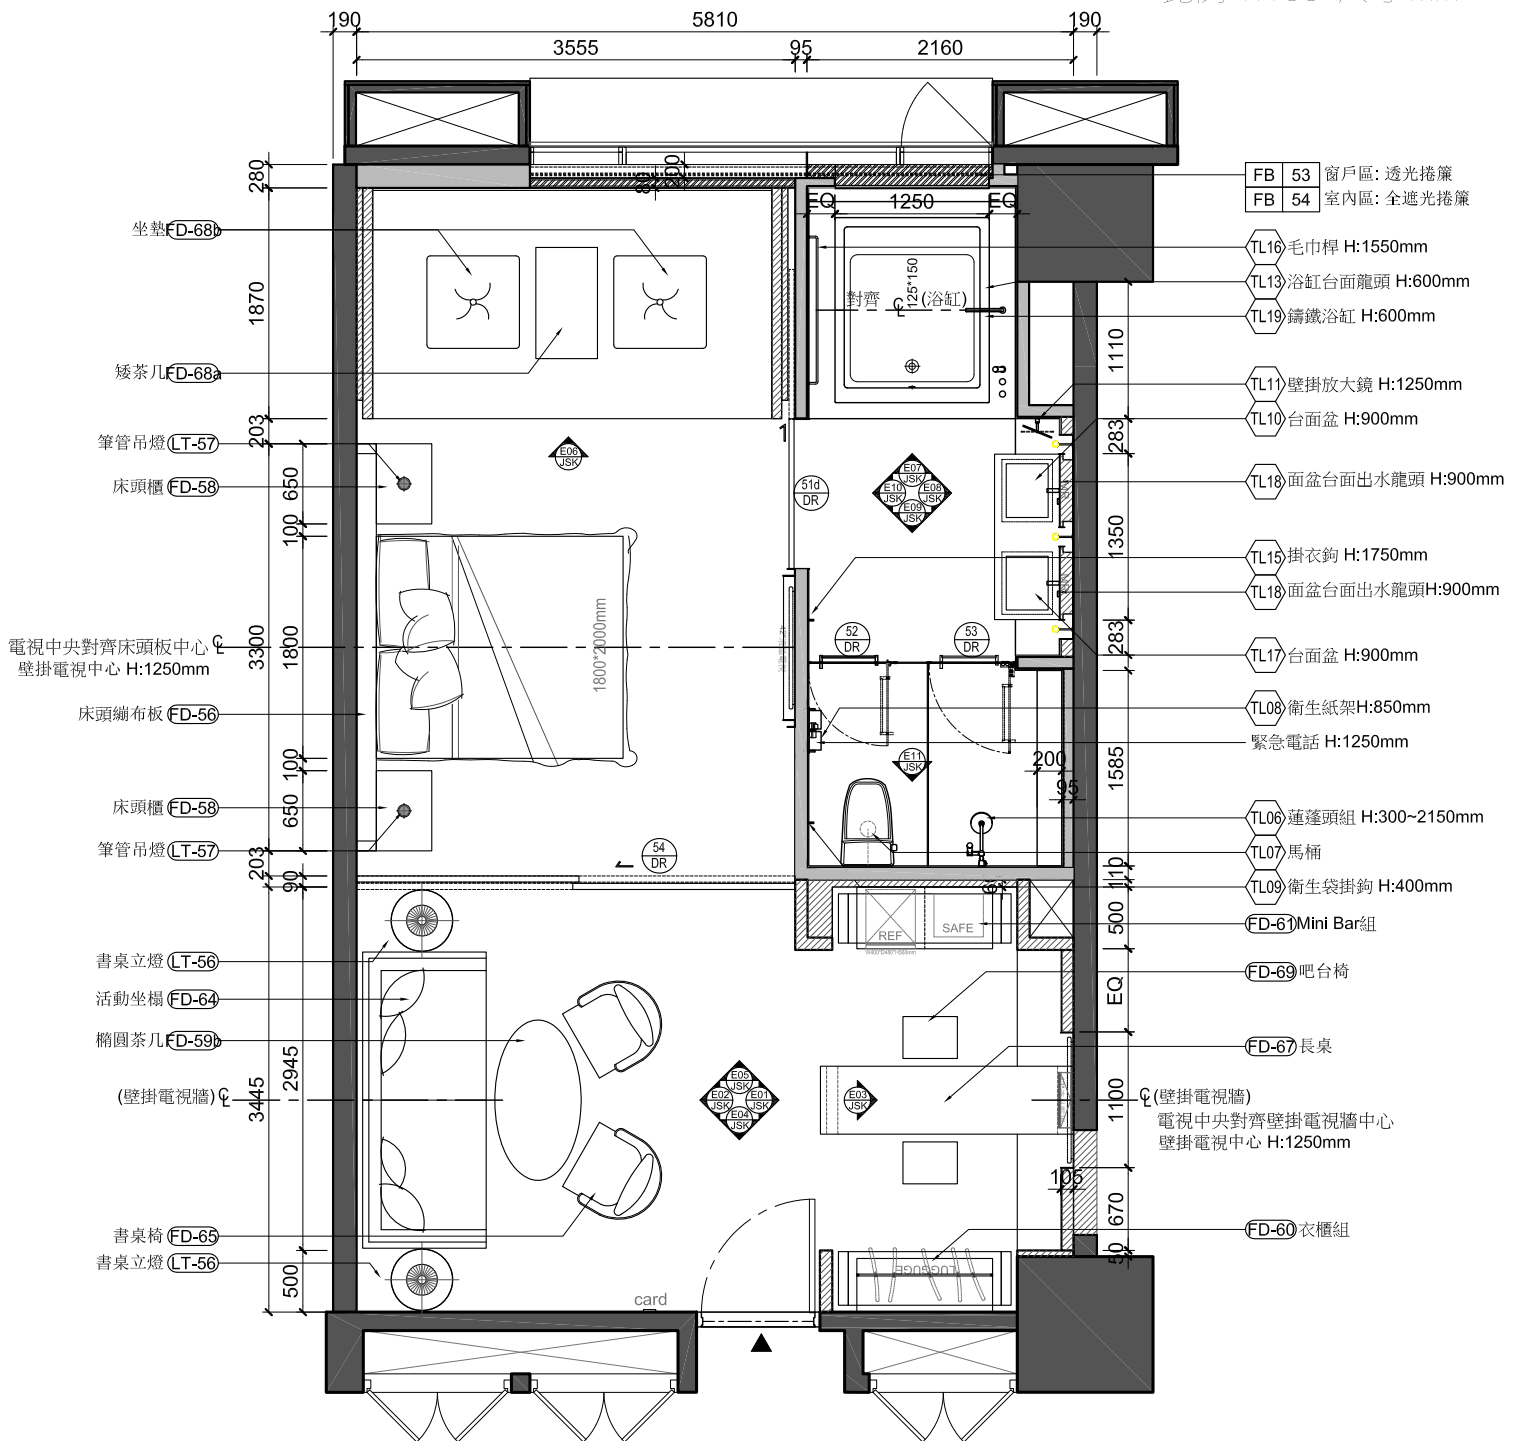 190
5810
190
3555
95
2160
280
80
200
EQ
1250
EQ
FB 53 窗戶區: 透光捲簾
FB 54 室內區: 全遮光捲簾
坐墊 FD-68b
TL16 毛巾桿 H:1550mm
TL13 浴缸台面龍頭 H:600mm
TL19 鑄鐵浴缸 H:600mm
1870
對齊 ℄ (浴缸)
125*150
1110
矮茶几 FD-68a
TL11 壁掛放大鏡 H:1250mm
TL10 台面盆 H:900mm
203
283
筆管吊燈 LT-57
床頭櫃 FD-58
650
100
E06
JSK
1
51d
DR
E07
JSK
E10
JSK
E08
JSK
E09
JSK
TL18 面盆台面出水龍頭 H:900mm
1350
TL15 掛衣鉤 H:1750mm
TL18 面盆台面出水龍頭H:900mm
3300
1800
1800*2000mm
電視中央對齊床頭板中心 ℄
壁掛電視中心 H:1250mm
52
DR
53
DR
283
TL17 台面盆 H:900mm
床頭繃布板 FD-56
TL08 衛生紙架H:850mm
緊急電話 H:1250mm
100
E11
JSK
200
95
1585
床頭櫃 FD-58
650
TL06 蓮蓬頭組 H:300~2150mm
筆管吊燈 LT-57
TL07 馬桶
54
DR
203
90
110
TL09 衛生袋掛鉤 H:400mm
500
REF
SAFE
FD-61 Mini Bar組
書桌立燈 LT-56
FD-69 吧台椅
活動坐榻 FD-64
EQ
橢圓茶几 FD-59b
FD-67 長桌
2945
3445
(壁掛電視牆) ℄
E05
JSK
E02
JSK
E01
JSK
E04
JSK
E03
JSK
1100
℄ (壁掛電視牆)
電視中央對齊壁掛電視牆中心
壁掛電視中心 H:1250mm
105
670
書桌椅 FD-65
FD-60 衣櫃組
書桌立燈 LT-56
50
500
LUGGUGE
card